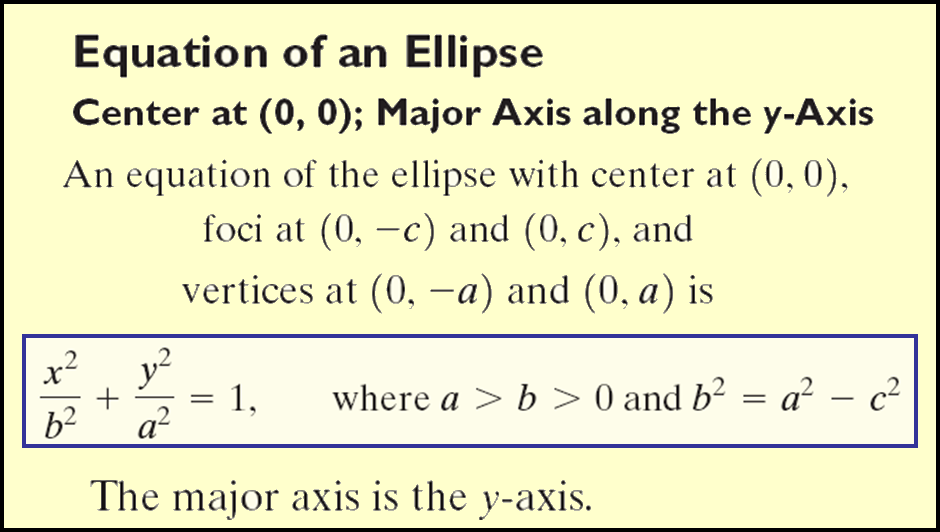 Equation of an Ellipse
Center at (0, 0); Major Axis along the y-Axis
An equation of the ellipse with center at (0, 0),
foci at (0, −c) and (0, c), and
vertices at (0, −a) and (0, a) is
x²/b² + y²/a² = 1, where a > b > 0 and b² = a² − c²
The major axis is the y-axis.